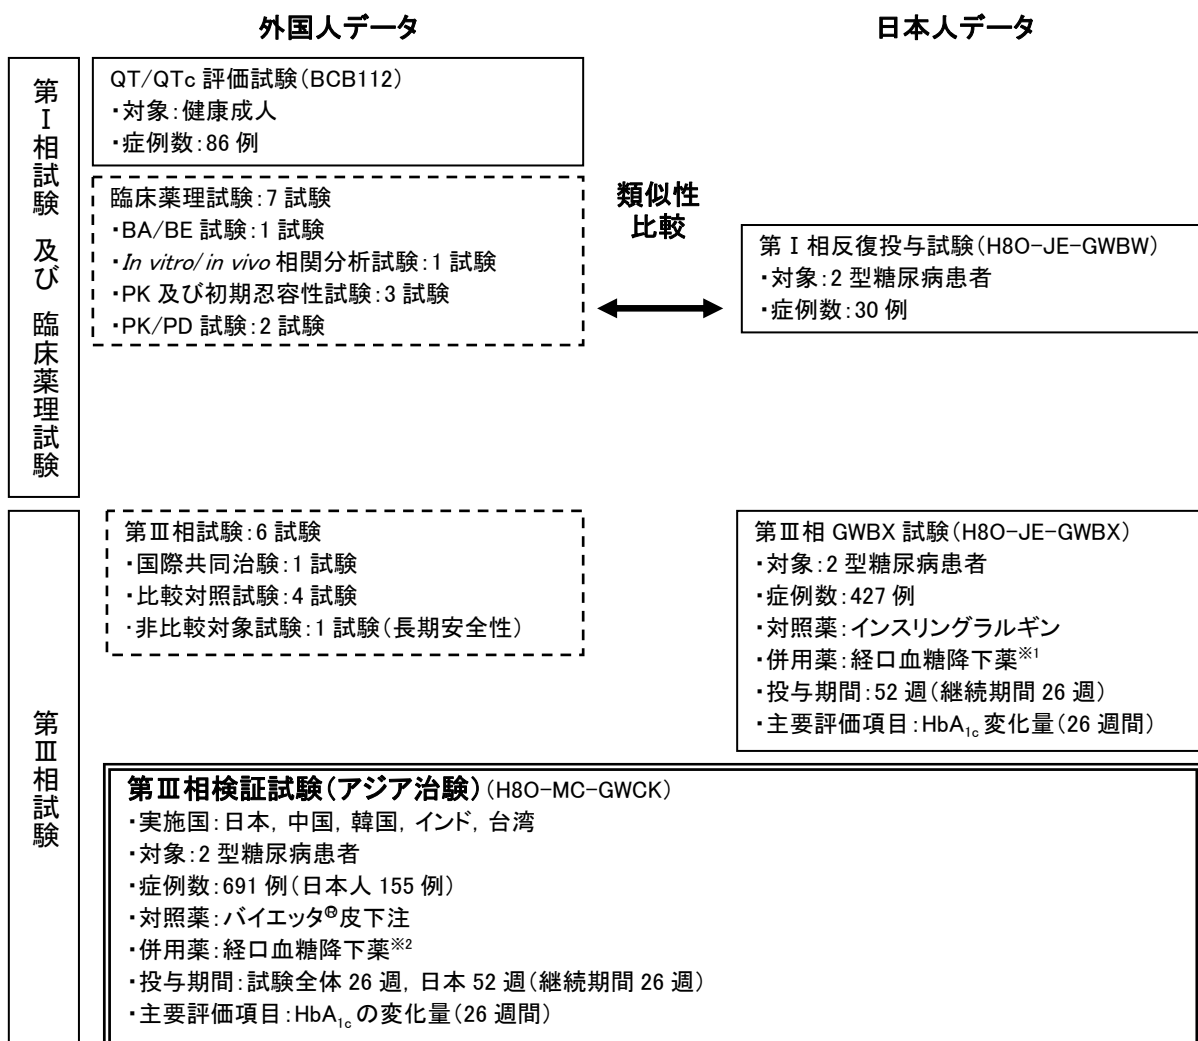 外国人データ
日本人データ
第Ⅰ相試験 及び 臨床薬理試験
QT/QTc 評価試験(BCB112)
・対象:健康成人
・症例数:86 例
臨床薬理試験:7 試験
・BA/BE 試験:1 試験
・In vitro/in vivo 相関分析試験:1 試験
・PK 及び初期忍容性試験:3 試験
・PK/PD 試験:2 試験
類似性
比較
第Ⅰ相反復投与試験(H8O-JE-GWBW)
・対象:2 型糖尿病患者
・症例数:30 例
第Ⅲ相試験
第Ⅲ相試験:6 試験
・国際共同治験:1 試験
・比較対照試験:4 試験
・非比較対象試験:1 試験(長期安全性)
第Ⅲ相 GWBX 試験(H8O-JE-GWBX)
・対象:2 型糖尿病患者
・症例数:427 例
・対照薬:インスリングラルギン
・併用薬:経口血糖降下薬※1
・投与期間:52 週(継続期間 26 週)
・主要評価項目:HbA1c 変化量(26 週間)
第Ⅲ相検証試験(アジア治験)(H8O-MC-GWCK)
・実施国:日本, 中国, 韓国, インド, 台湾
・対象:2 型糖尿病患者
・症例数:691 例(日本人 155 例)
・対照薬:バイエッタ®皮下注
・併用薬:経口血糖降下薬※2
・投与期間:試験全体 26 週, 日本 52 週(継続期間 26 週)
・主要評価項目:HbA1c の変化量(26 週間)